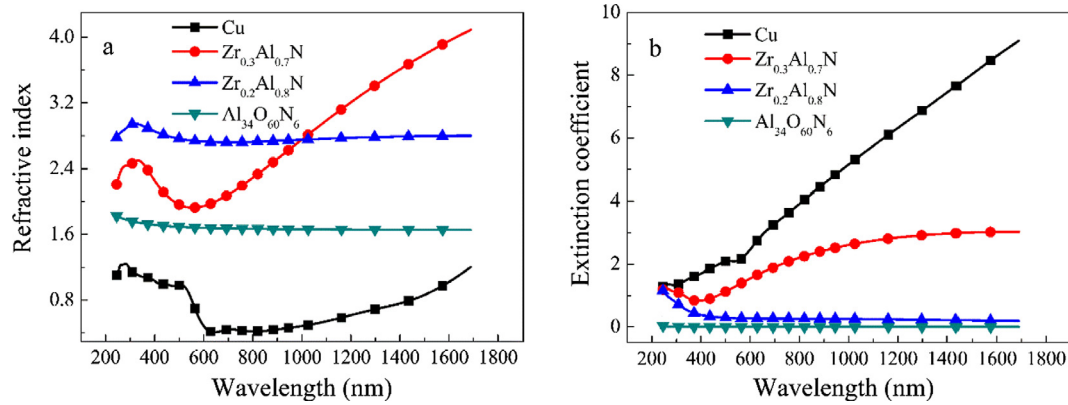 a
Cu
Zr0.3Al0.7N
Zr0.2Al0.8N
Al34O60N6
Refractive index
4.0
3.2
2.4
1.6
0.8
200 400 600 800 1000 1200 1400 1600 1800
Wavelength (nm)
b
Cu
Zr0.3Al0.7N
Zr0.2Al0.8N
Al34O60N6
Extinction coefficient
10
8
6
4
2
0
200 400 600 800 1000 1200 1400 1600 1800
Wavelength (nm)